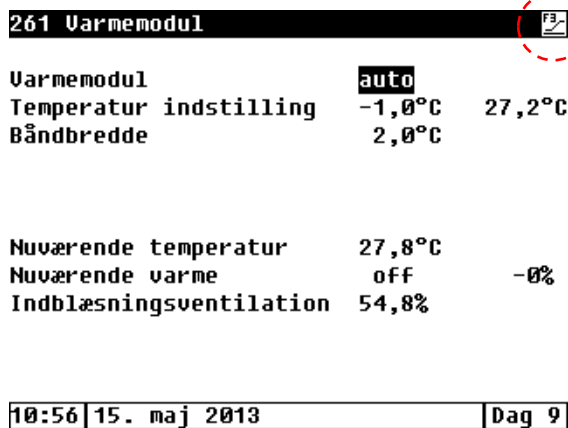 261 Varmemodul F3
Varmemodul auto
Temperatur indstilling -1,0°C 27,2°C
Båndbredde 2,0°C
Nuværende temperatur 27,8°C
Nuværende varme off -0%
Indblæsningsventilation 54,8%
10:56 15. maj 2013 Dag 9